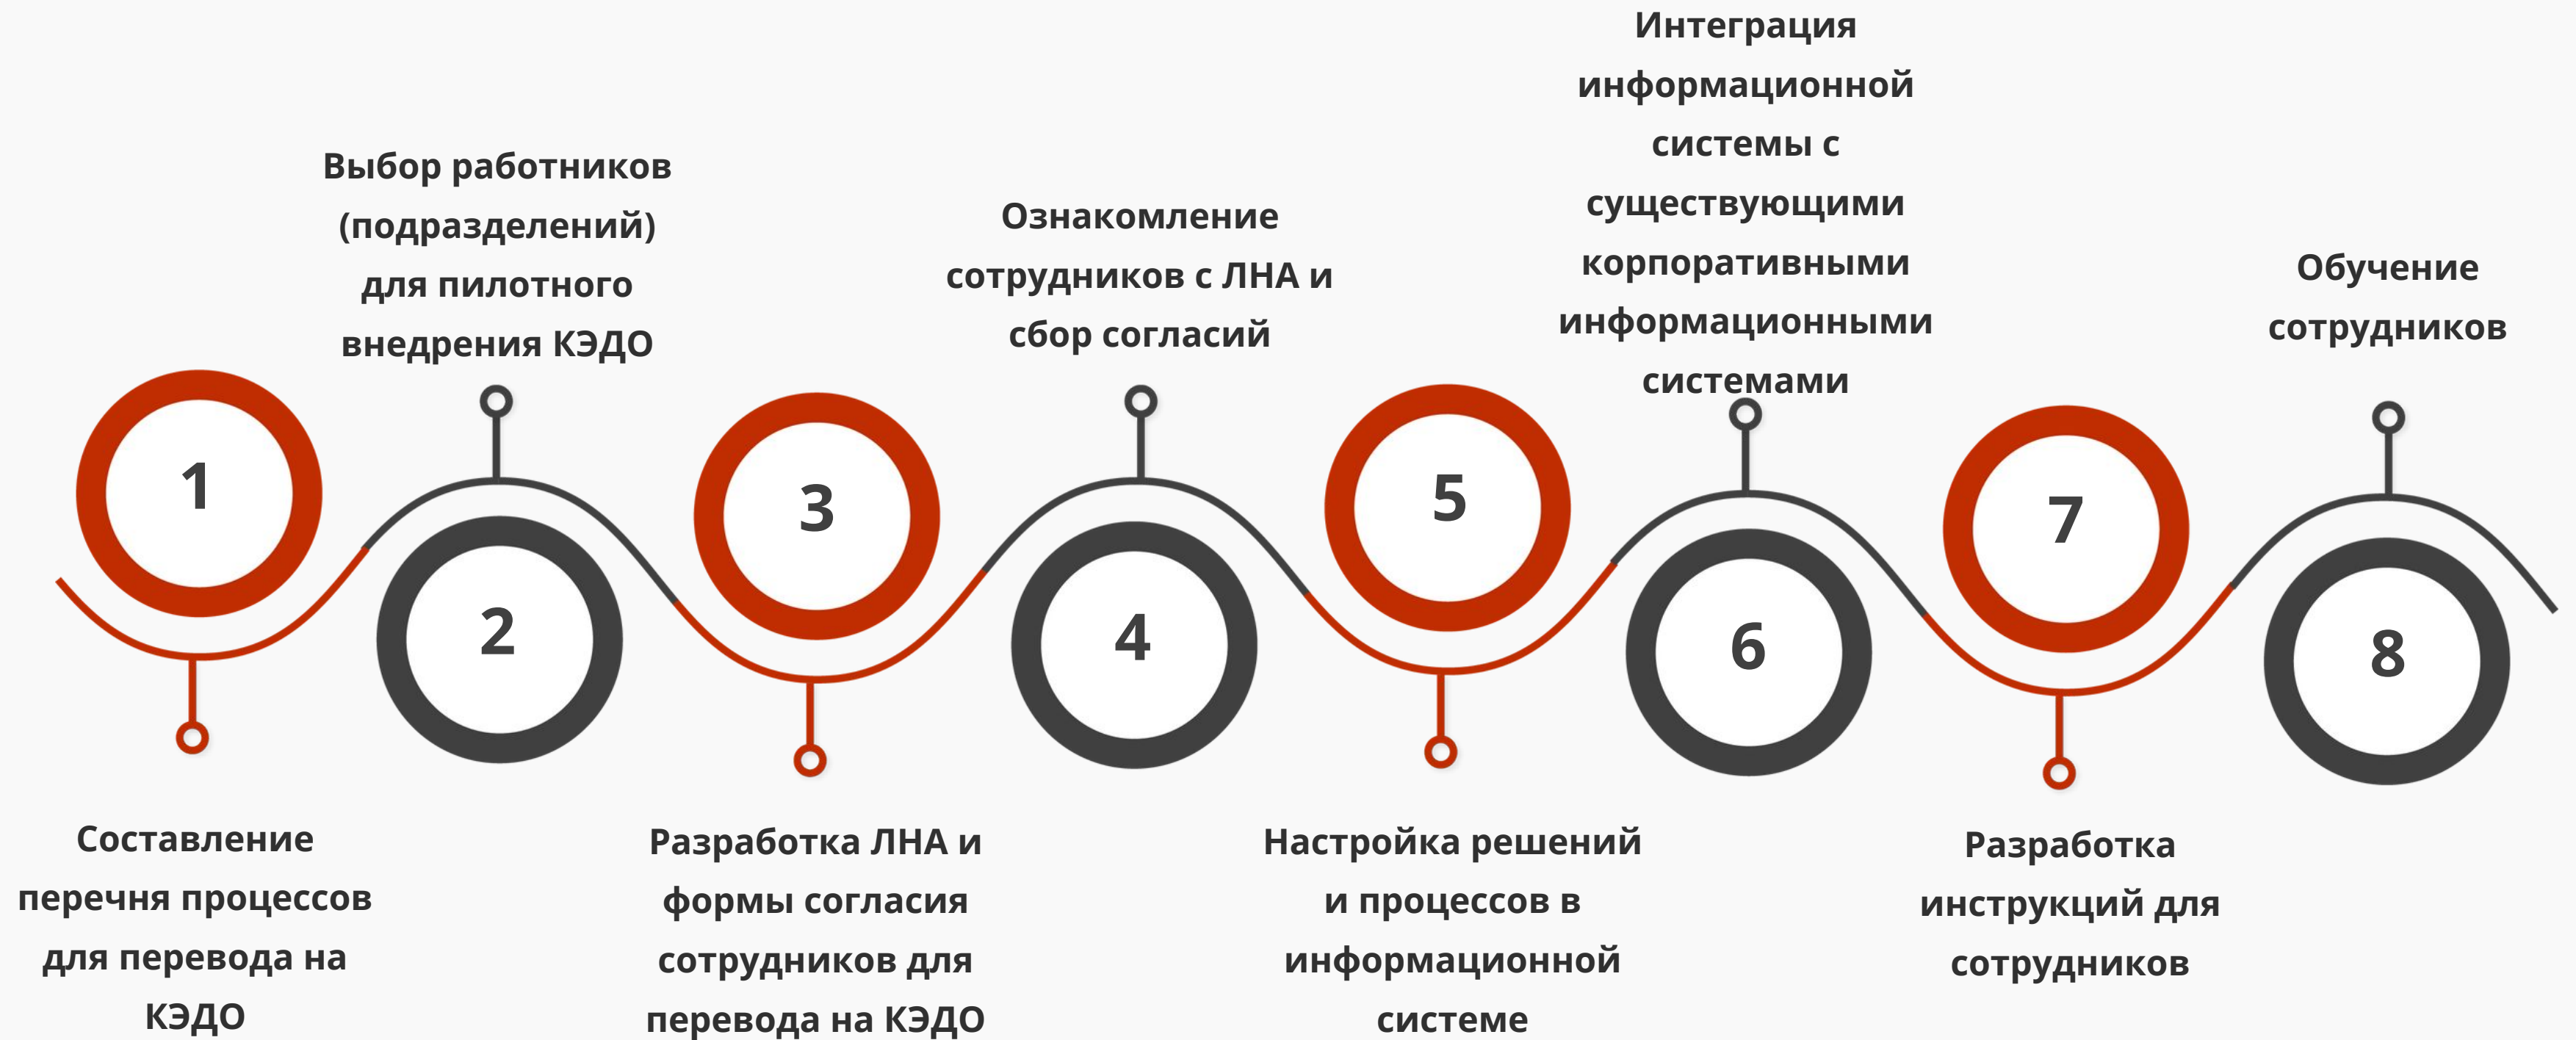 1
Составление
перечня процессов
для перевода на
КЭДО
2
Выбор работников
(подразделений)
для пилотного
внедрения КЭДО
3
Разработка ЛНА и
формы согласия
сотрудников для
перевода на КЭДО
4
Ознакомление
сотрудников с ЛНА и
сбор согласий
5
Настройка решений
и процессов в
информационной
системе
6
Интеграция
информационной
системы с
существующими
корпоративными
информационными
системами
7
Разработка
инструкций для
сотрудников
8
Обучение
сотрудников